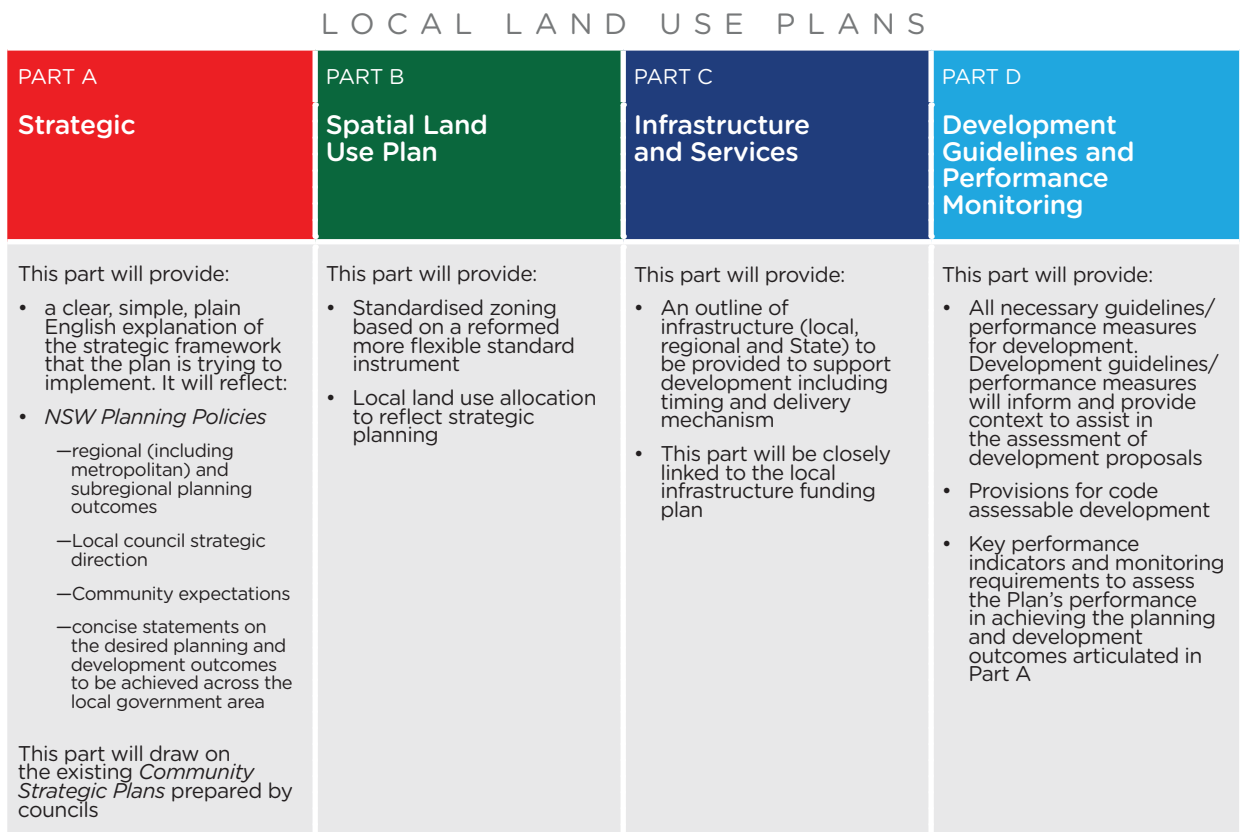 LOCAL LAND USE PLANS
PART A
Strategic
This part will provide:
• a clear, simple, plain
English explanation of
the strategic framework
that the plan is trying to
implement. It will reflect:
• NSW Planning Policies
—regional (including
metropolitan) and
subregional planning
outcomes
—Local council strategic
direction
—Community expectations
—concise statements on
the desired planning and
development outcomes
to be achieved across the
local government area
This part will draw on
the existing Community
Strategic Plans prepared by
councils
PART B
Spatial Land
Use Plan
This part will provide:
• Standardised zoning
based on a reformed
more flexible standard
instrument
• Local land use allocation
to reflect strategic
planning
PART C
Infrastructure
and Services
This part will provide:
• An outline of
infrastructure (local,
regional and State) to
be provided to support
development including
timing and delivery
mechanism
• This part will be closely
linked to the local
infrastructure funding
plan
PART D
Development
Guidelines and
Performance
Monitoring
This part will provide:
• All necessary guidelines/
performance measures
for development.
Development guidelines/
performance measures
will inform and provide
context to assist in
the assessment of
development proposals
• Provisions for code
assessable development
• Key performance
indicators and monitoring
requirements to assess
the Plan’s performance
in achieving the planning
and development
outcomes articulated in
Part A